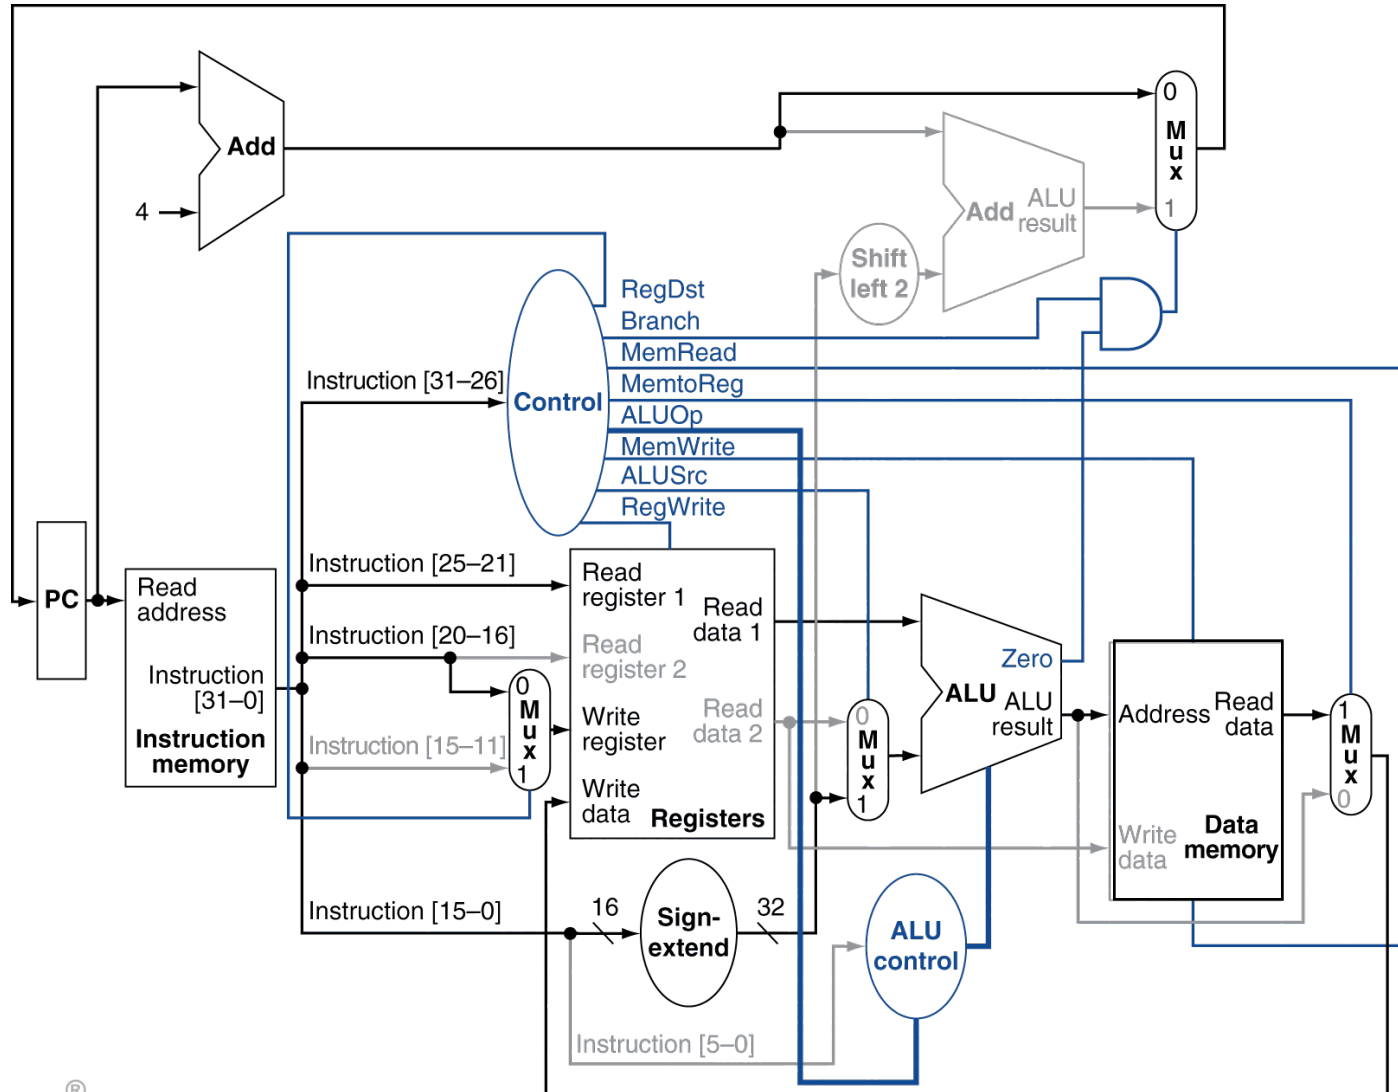 0
M
u
x
1
Add
4
Add
ALU
result
Shift
left 2
RegDst
Branch
MemRead
MemtoReg
ALUOp
MemWrite
ALUSrc
RegWrite
Control
Instruction [31–26]
Instruction [25–21]
Instruction [20–16]
Instruction [15–11]
Instruction [15–0]
Instruction [5–0]
PC
Read
address
Instruction
[31–0]
Instruction
memory
0
M
u
x
1
Read
register 1
Read
register 2
Write
register
Write
data
Read
data 1
Read
data 2
Registers
16
Sign-
extend
32
0
M
u
x
1
Zero
ALU
ALU
result
ALU
control
Address
Read
data
Write
data
Data
memory
1
M
u
x
0
®